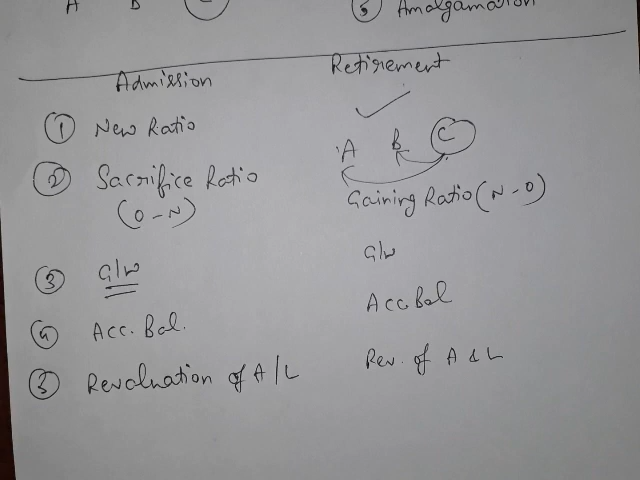 A B C
⑤ Amalgamation
Admission Retirement
① New Ratio ✓
A B C
② Sacrifice Ratio Gaining Ratio (N - O)
(O - N)
③ G/w G/w
④ Acc. Bal. Acc Bal
③ Revaluation of A/L Rev. of A & L